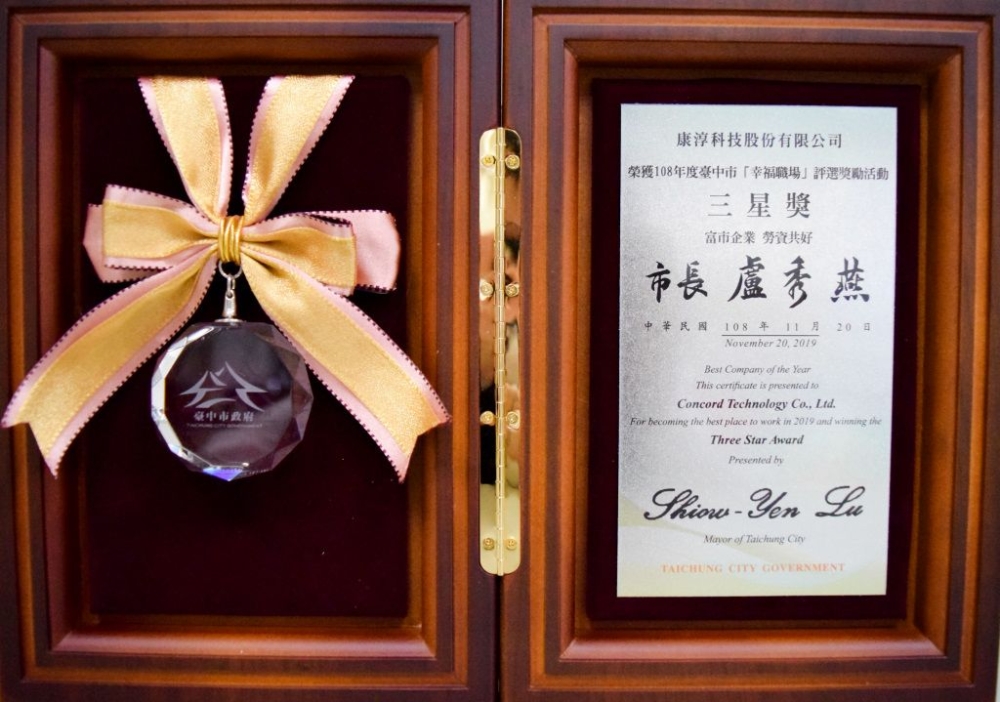 臺中市政府
TAICHUNG CITY GOVERNMENT
康淳科技股份有限公司
榮獲108年度臺中市「幸福職場」評選獎勵活動
三星獎
富市企業 勞資共好
市長 盧秀燕
中華民國 108 年 11 月 20 日
November 20, 2019
Best Company of the Year
This certificate is presented to
Concord Technology Co., Ltd.
For becoming the best place to work in 2019 and winning the
Three Star Award
Presented by
Shiow-Yen Lu
Mayor of Taichung City
TAICHUNG CITY GOVERNMENT